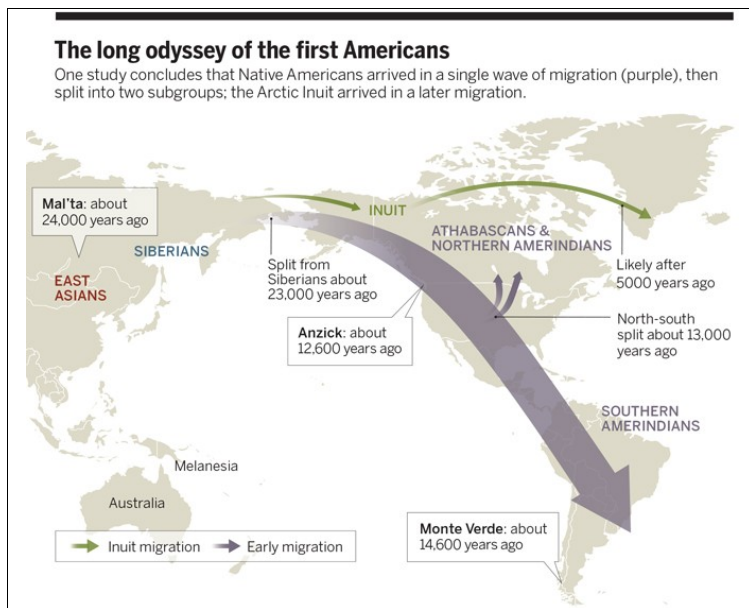 The long odyssey of the first Americans
One study concludes that Native Americans arrived in a single wave of migration (purple), then
split into two subgroups; the Arctic Inuit arrived in a later migration.
Mal'ta: about
24,000 years ago
SIBERIANS
EAST
ASIANS
INUIT
ATHABASCANS &
NORTHERN AMERINDIANS
Split from
Siberians about
23,000 years ago
Likely after
5000 years ago
Anzick: about
12,600 years ago
North-south
split about 13,000
years ago
SOUTHERN
AMERINDIANS
Melanesia
Australia
Monte Verde: about
14,600 years ago
Inuit migration
Early migration